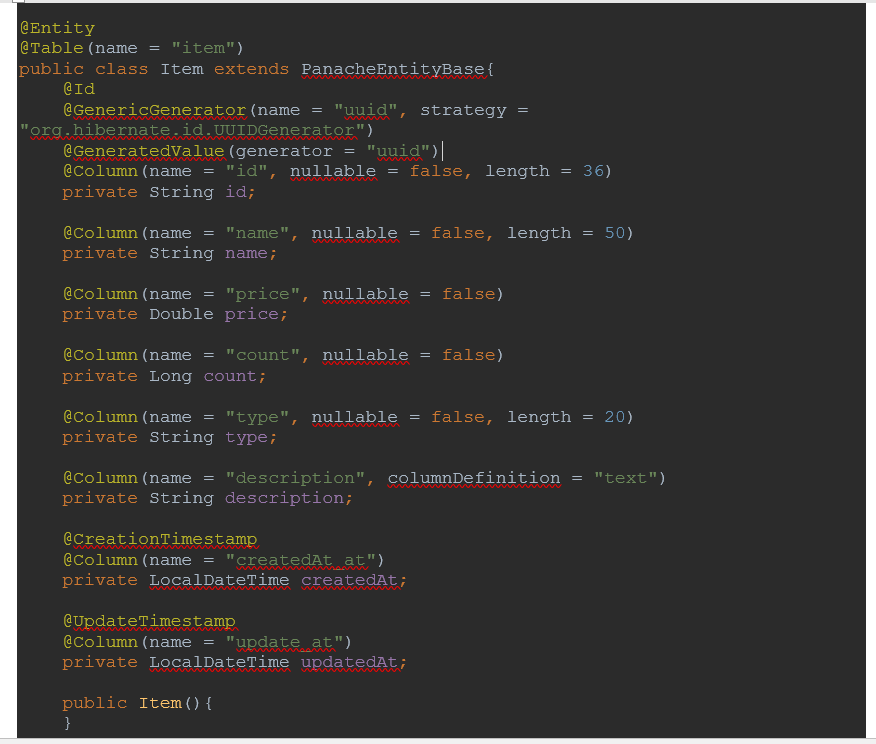 @Entity
@Table(name = "item")
public class Item extends PanacheEntityBase{
@Id
@GenericGenerator(name = "uuid", strategy =
"org.hibernate.id.UUIDGenerator")
@GeneratedValue(generator = "uuid")
@Column(name = "id", nullable = false, length = 36)
private String id;
@Column(name = "name", nullable = false, length = 50)
private String name;
@Column(name = "price", nullable = false)
private Double price;
@Column(name = "count", nullable = false)
private Long count;
@Column(name = "type", nullable = false, length = 20)
private String type;
@Column(name = "description", columnDefinition = "text")
private String description;
@CreationTimestamp
@Column(name = "createdAt_at")
private LocalDateTime createdAt;
@UpdateTimestamp
@Column(name = "update_at")
private LocalDateTime updatedAt;
public Item(){
}